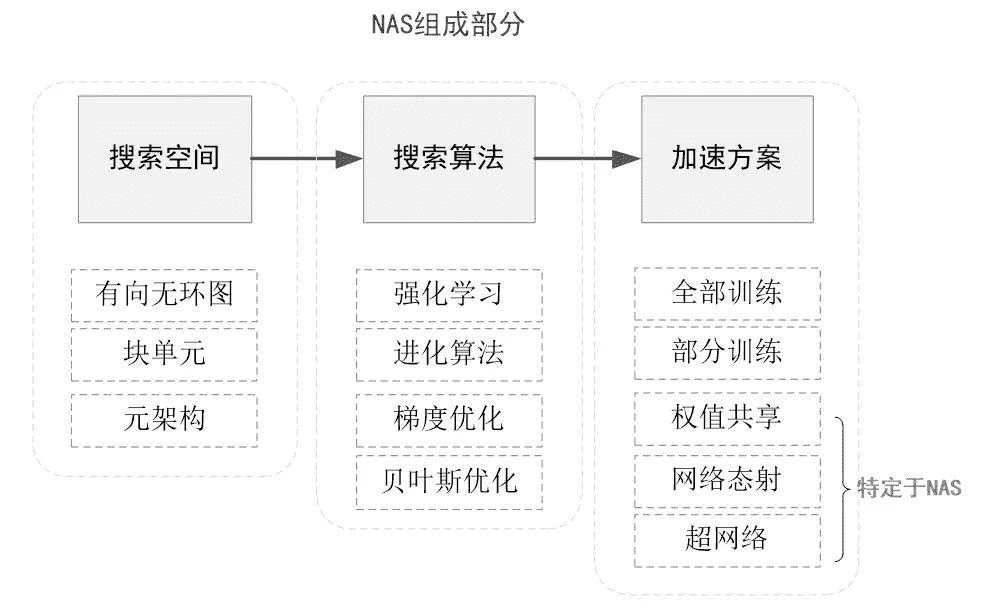 NAS组成部分
搜索空间
搜索算法
加速方案
有向无环图
块单元
元架构
强化学习
进化算法
梯度优化
贝叶斯优化
全部训练
部分训练
权值共享
网络态射
超网络
特定于NAS